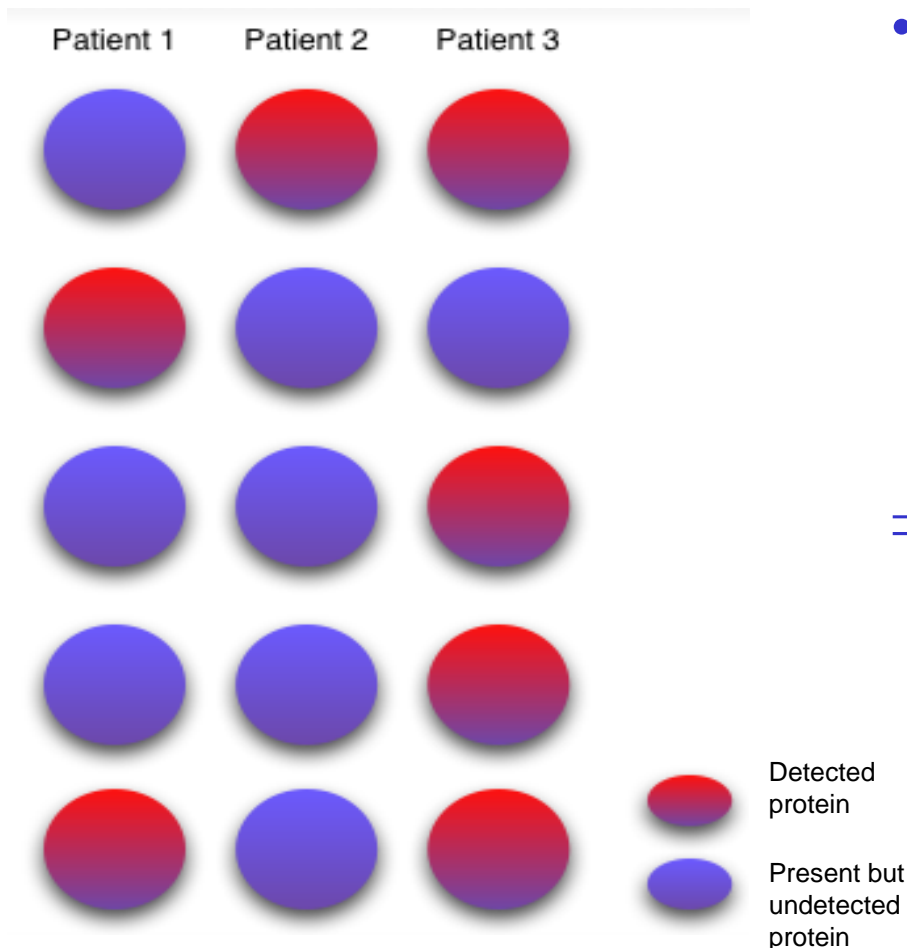 Patient 1 Patient 2 Patient 3
Detected
protein
Present but
undetected
protein